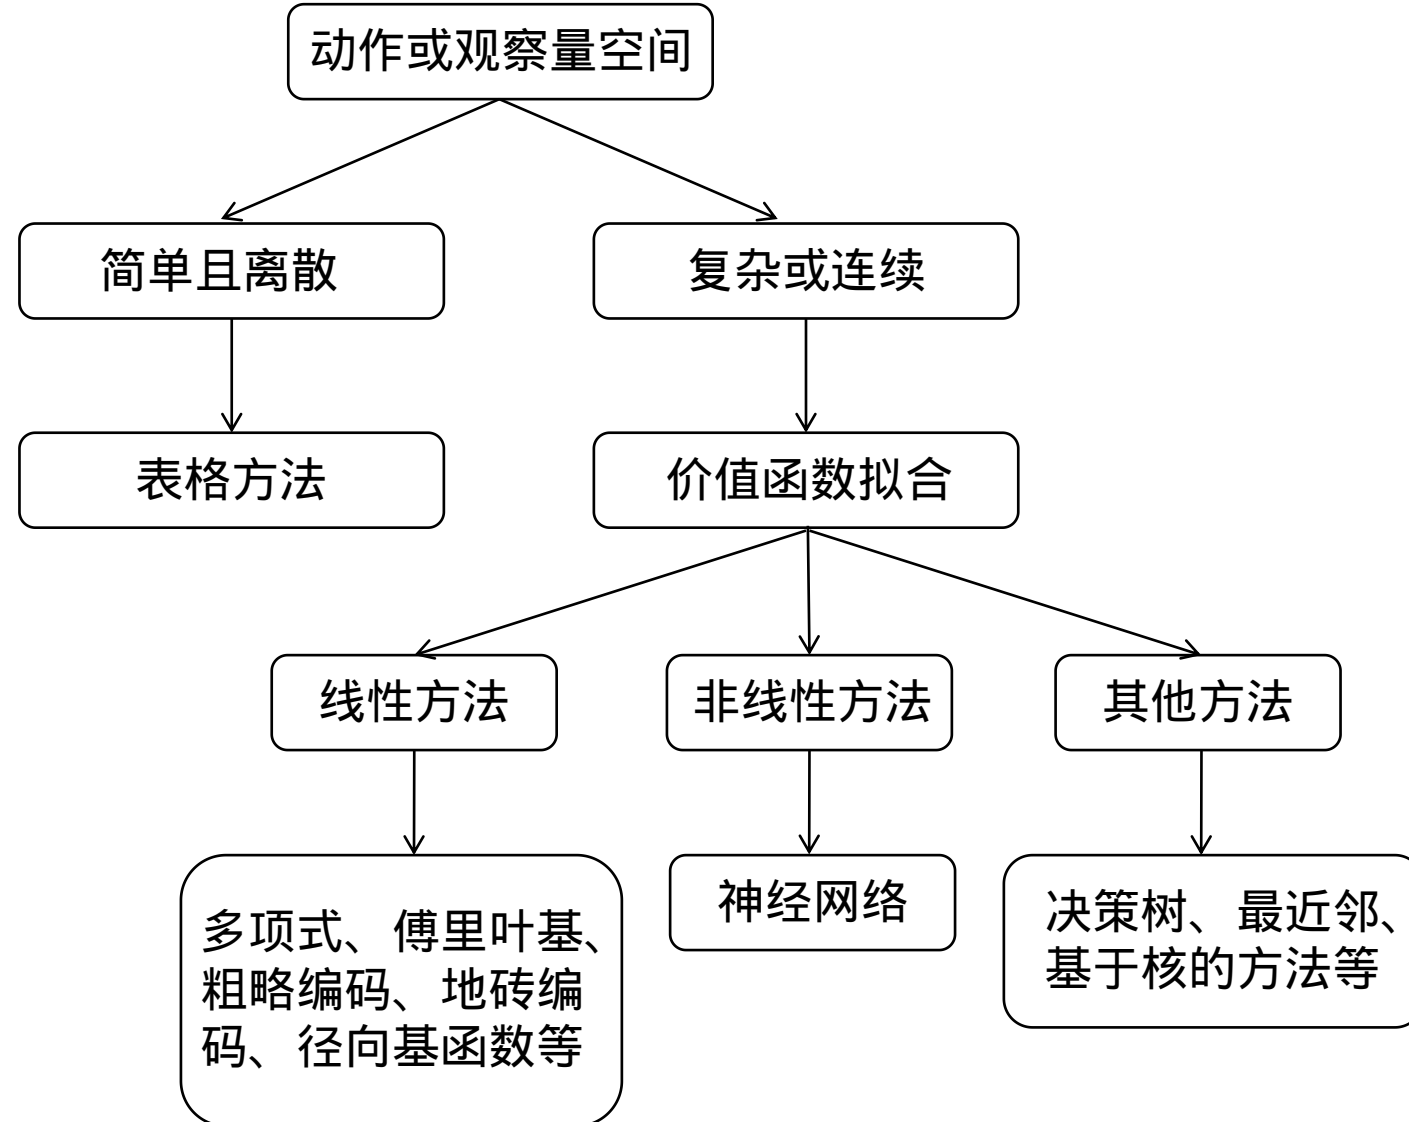 动作或观察量空间
简单且离散
复杂或连续
表格方法
价值函数拟合
线性方法
非线性方法
其他方法
多项式、傅里叶基、
粗略编码、地砖编
码、径向基函数等
神经网络
决策树、最近邻、
基于核的方法等